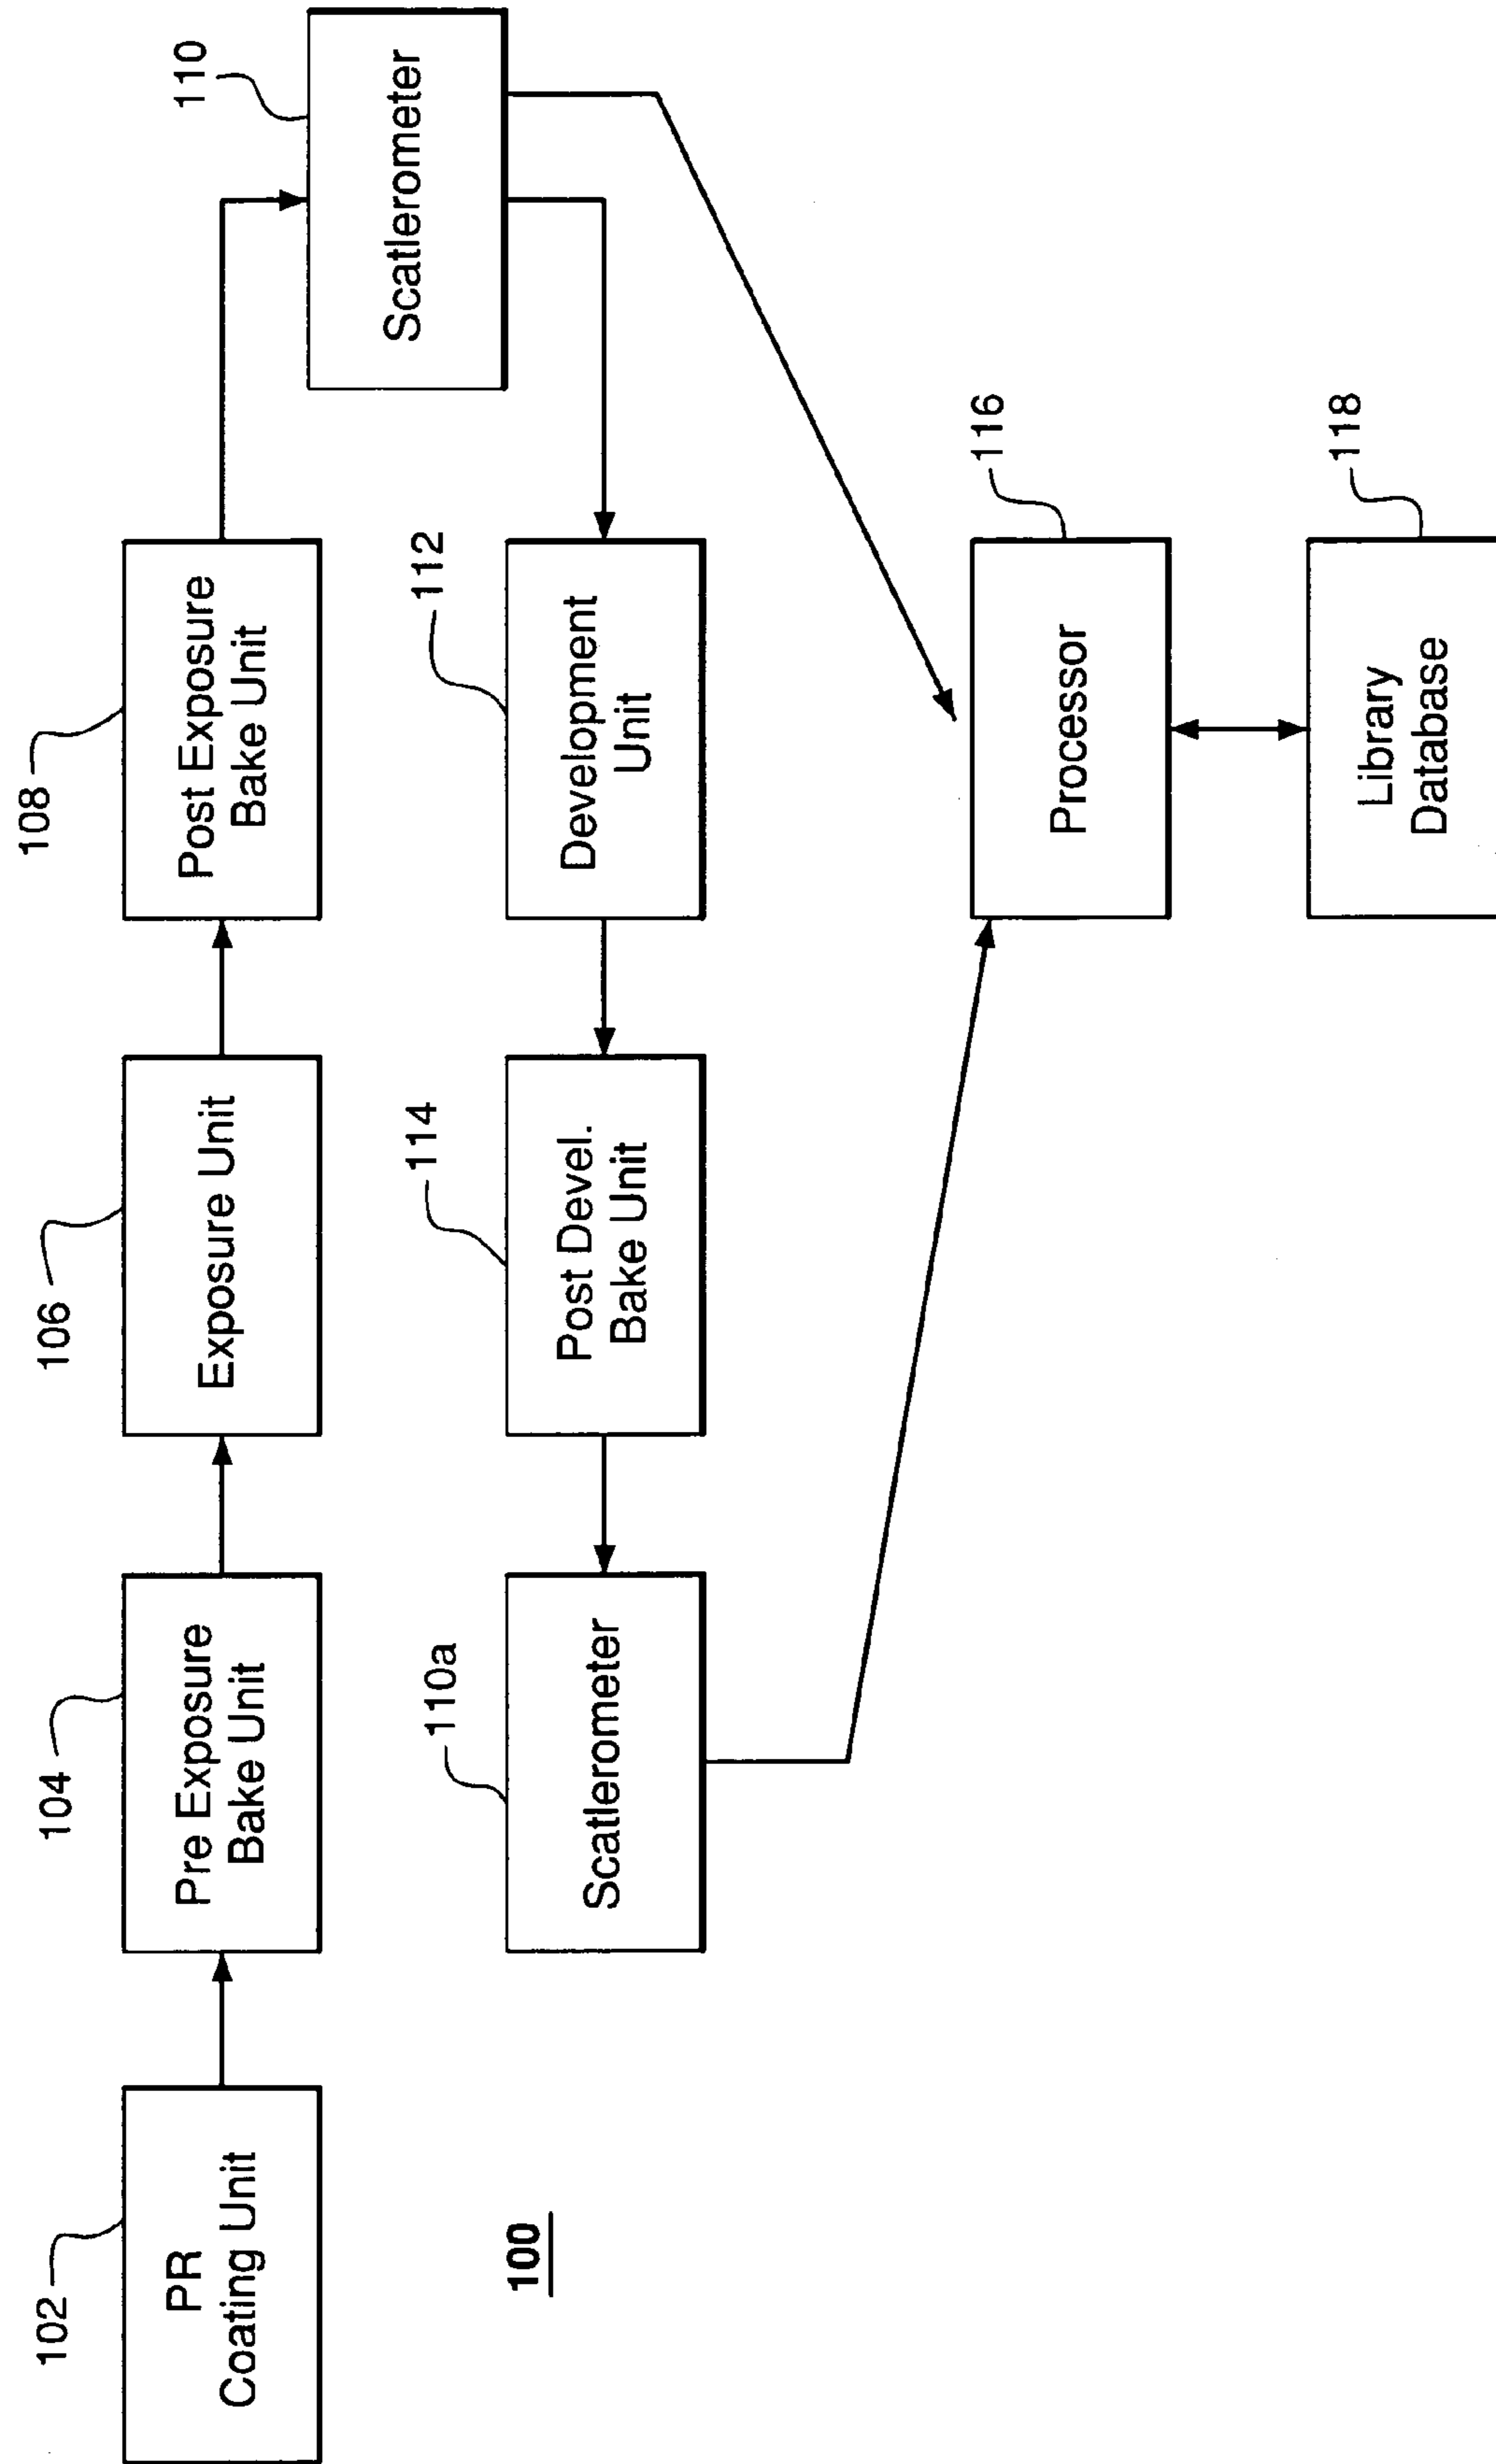 102
PR
Coating Unit
104
Pre Exposure
Bake Unit
106
Exposure Unit
108
Post Exposure
Bake Unit
110
Scatlerometer
112
Development
Unit
114
Post Devel.
Bake Unit
110a
Scatlerometer
100
116
Processor
118
Library
Database